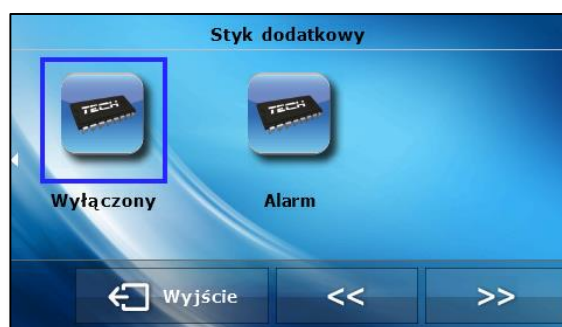 Styk dodatkowy
TECH TECH
Wyłączony Alarm
Wyjście << >>